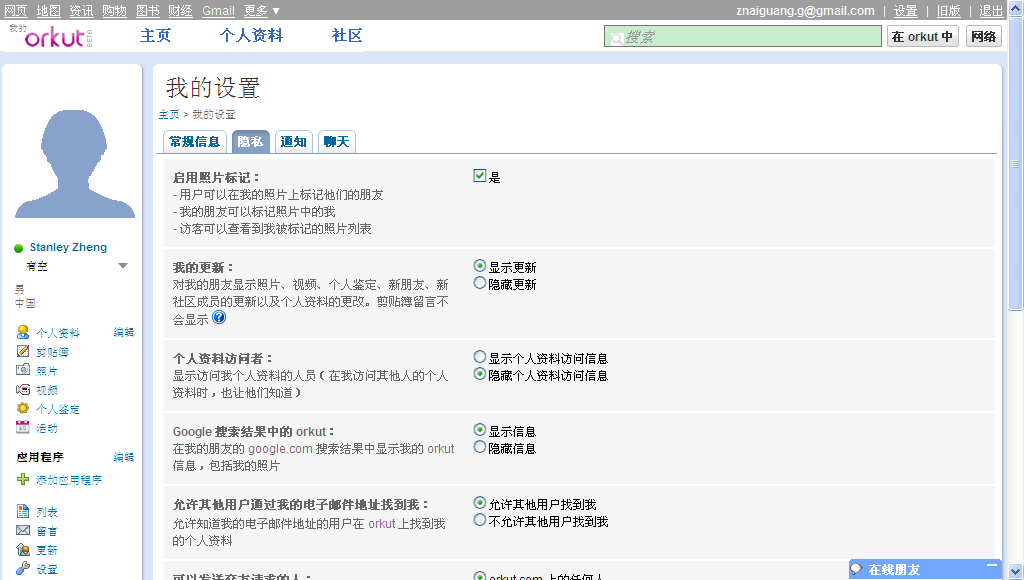 网页 地图 资讯 购物 图书 财经 Gmail 更多 ▼ znaiguang.g@gmail.com | 设置 | 旧版 | 退出
我的 orkut BETA 主页 个人资料 社区 搜索 在 orkut 中 网络
我的设置
主页 > 我的设置
常规信息 隐私 通知 聊天
启用照片标记：
- 用户可以在我的照片上标记他们的朋友
- 我的朋友可以标记照片中的我
- 访客可以查看到我被标记的照片列表
是
我的更新：
对我的朋友显示照片、视频、个人鉴定、新朋友、新
社区成员的更新以及个人资料的更改。剪贴簿留言不
会显示
显示更新
隐藏更新
个人资料访问者：
显示访问我个人资料的人员（在我访问其他人的个人
资料时，也让他们知道）
显示个人资料访问信息
隐藏个人资料访问信息
Google 搜索结果中的 orkut：
在我的朋友的 google.com 搜索结果中显示我的 orkut
信息，包括我的照片
显示信息
隐藏信息
允许其他用户通过我的电子邮件地址找到我：
允许知道我的电子邮件地址的用户在 orkut 上找到我
的个人资料
允许其他用户找到我
不允许其他用户找到我
可以发送交友请求的人：
orkut.com 上的任何人
Stanley Zheng
有空
男
中国
个人资料 编辑
剪贴簿
照片
视频
个人鉴定
活动
应用程序 编辑
添加应用程序
列表
留言
更新
设置
在线朋友